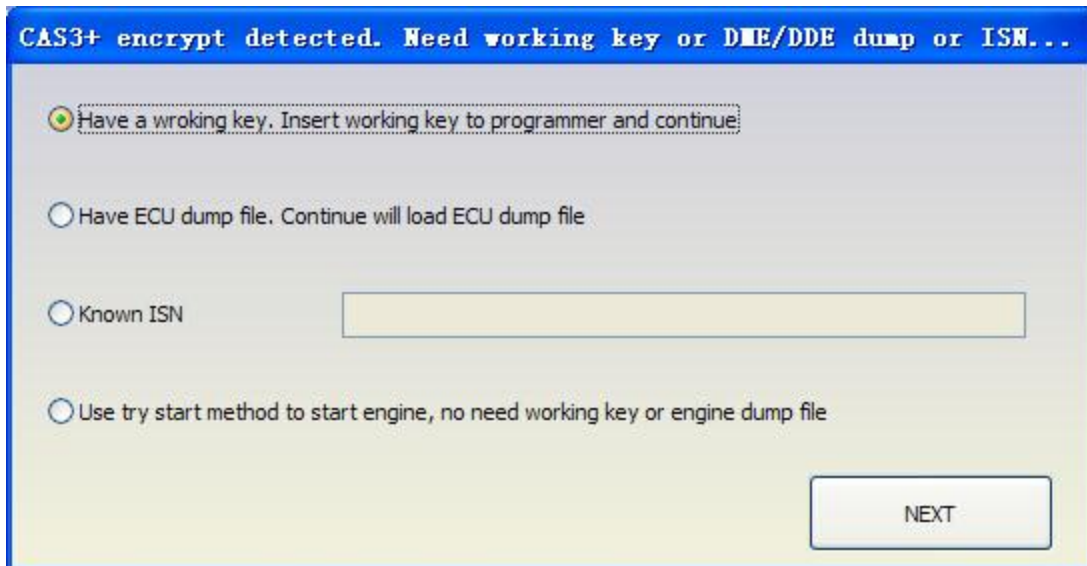 CAS3+ encrypt detected. Need working key or DME/DDE dump or ISN...
Have a wroking key. Insert working key to programmer and continue
Have ECU dump file. Continue will load ECU dump file
Known ISN
Use try start method to start engine, no need working key or engine dump file
NEXT